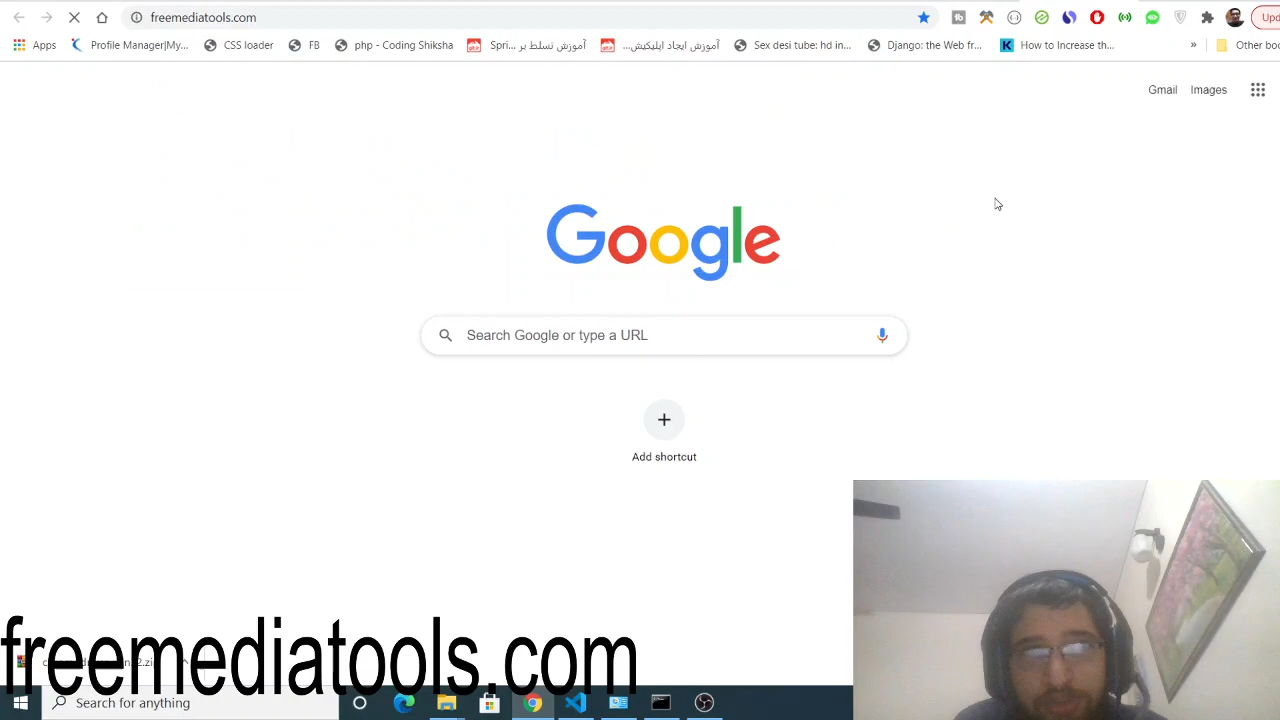 freemediatools.com
Upd
Apps
Profile Manager|My...
CSS loader
FB
php - Coding Shiksha
آموزش تسلط بر Spri...
آموزش ایجاد اپلیکیش...
Sex desi tube: hd in...
Django: the Web fr...
How to Increase th...
»
Other boo
Gmail
Images
Google
Search Google or type a URL
Add shortcut
freemediatools.com
Search for anything